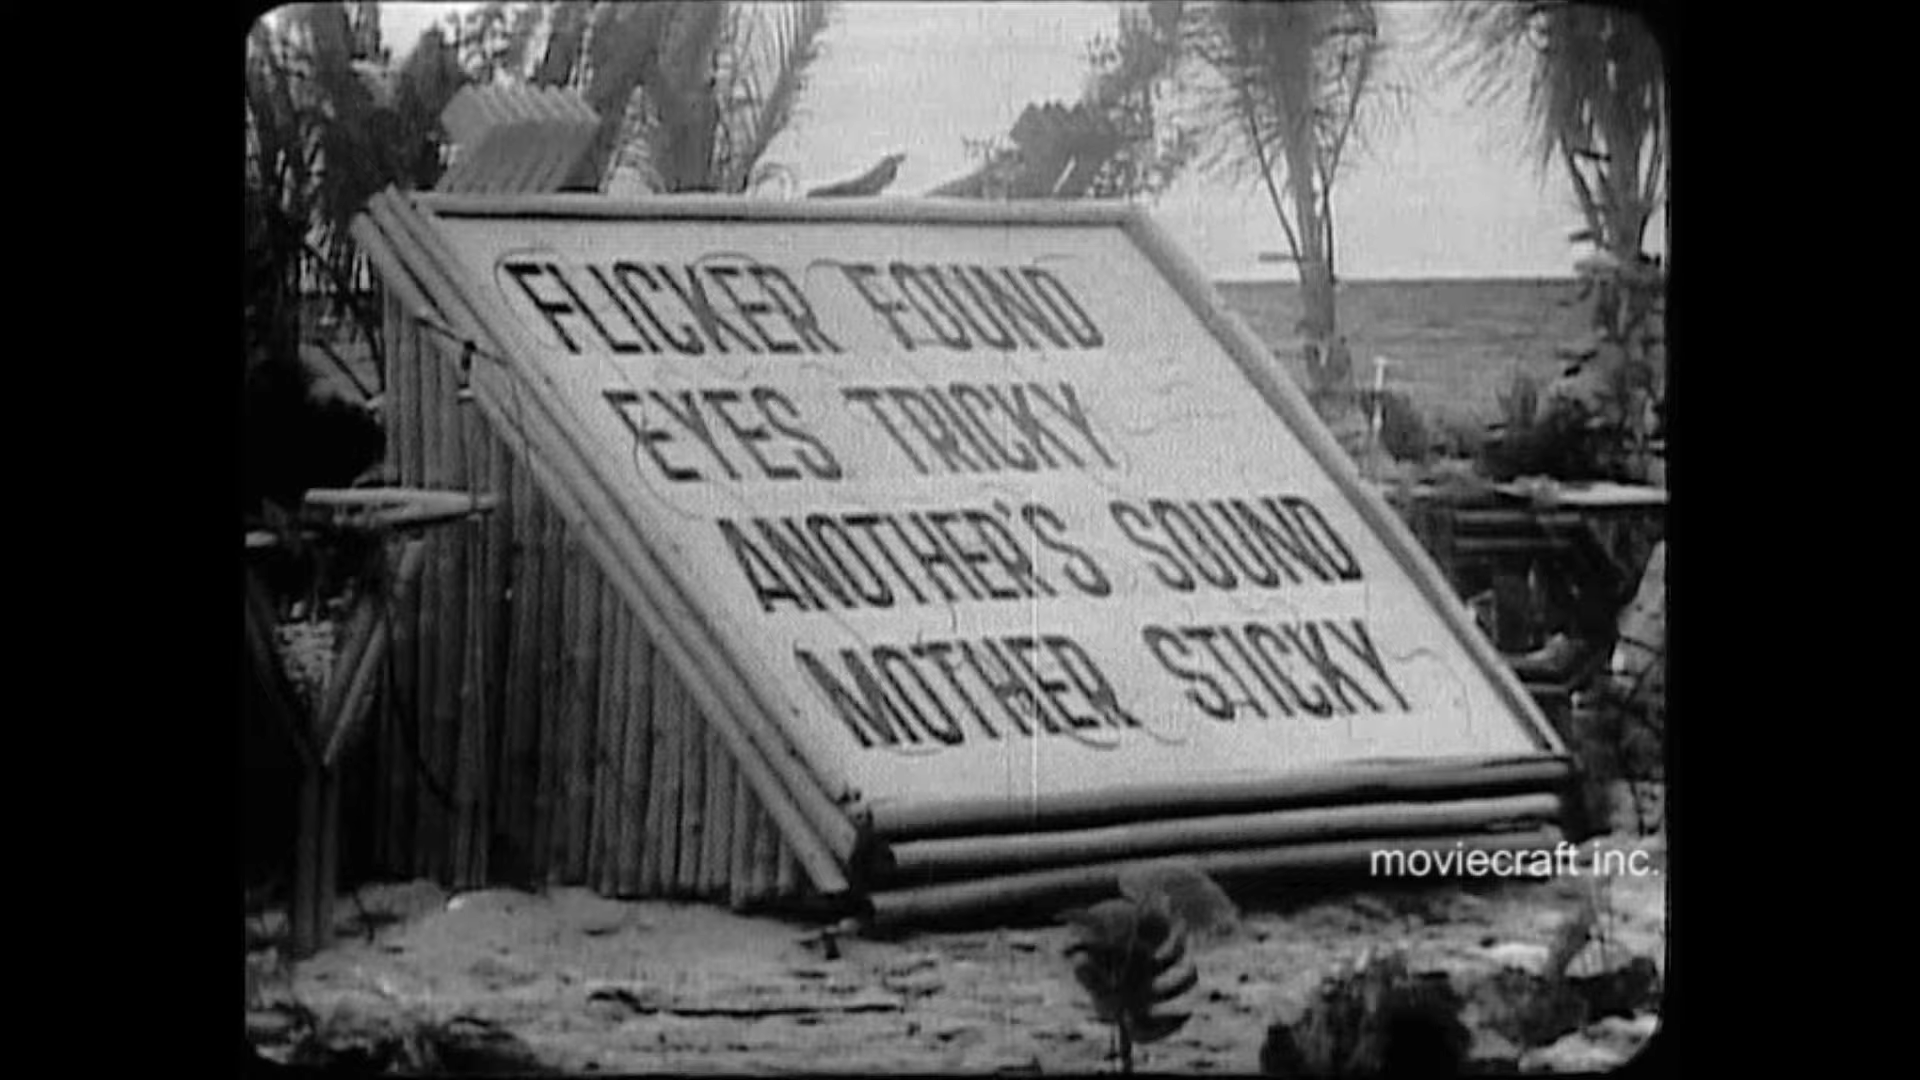 FLICKER FOUND
EYES TRICKY
ANOTHER'S SOUND
MOTHER STICKY
moviecraft inc.